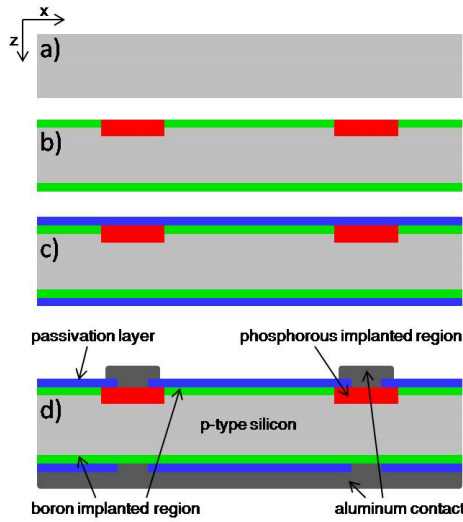 x
z
a)
b)
c)
passivation layer
phosphorous implanted region
d)
p-type silicon
boron implanted region
aluminum contact